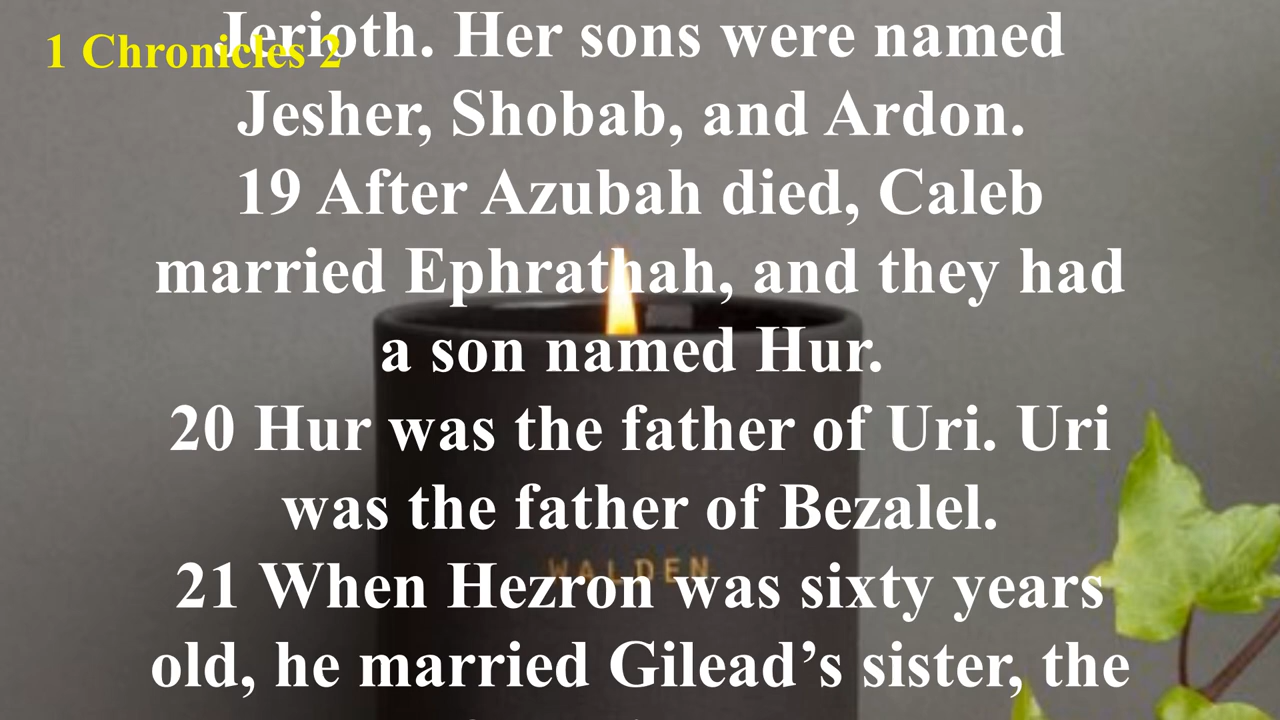 1 Chronicles 2
Jerioth. Her sons were named
Jesher, Shobab, and Ardon.
19 After Azubah died, Caleb
married Ephrathah, and they had
a son named Hur.
20 Hur was the father of Uri. Uri
was the father of Bezalel.
WALDEN
21 When Hezron was sixty years
old, he married Gilead’s sister, the